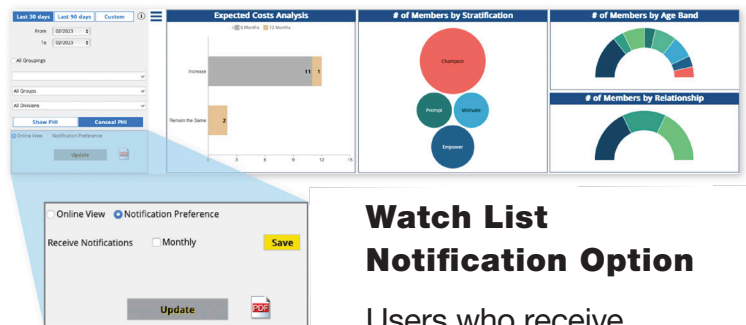 Last 30 days Last 90 days Custom
From 02/2023
To 02/2023
All Groupings
All Groups
All Divisions
Show PHI Conceal PHI
Online View Notification Preference
Update
Expected Costs Analysis
6 Months 12 Months
Increase 11 1
Remain the Same 2
0 3 6 9 12 15
# of Members by Stratification
Champion
Prompt Motivate
Empower
# of Members by Age Band
# of Members by Relationship
Online View Notification Preference
Receive Notifications Monthly Save
Update PDF
Watch List
Notification Option
Users who receive